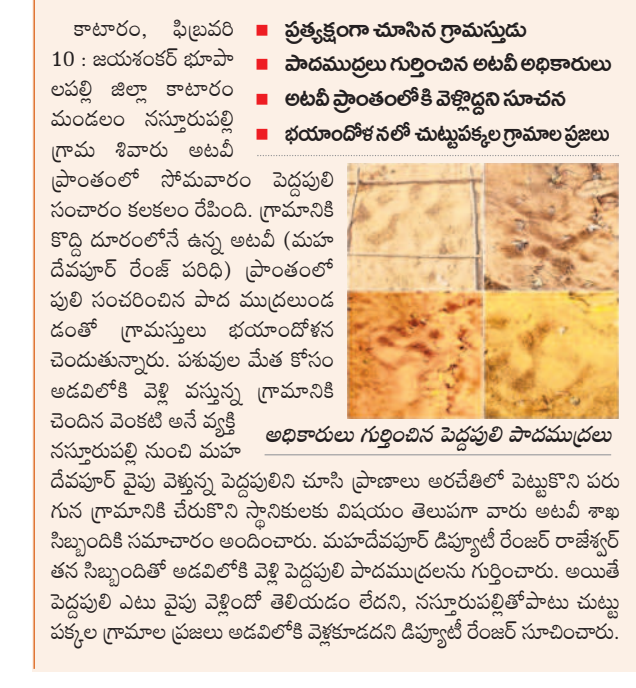 కాటారం, ఫిబ్రవరి
10 : జయశంకర్ భూపా
లపల్లి జిల్లా కాటారం
మండలం నస్తూరుపల్లి
గ్రామ శివారు అటవీ
ప్రాంతంలో సోమవారం పెద్దపులి
సంచారం కలకలం రేపింది. గ్రామానికి
కొద్ది దూరంలోనే ఉన్న అటవీ (మహ
దేవపూర్ రేంజ్ పరిధి) ప్రాంతంలో
పులి సంచరించిన పాద ముద్రలుండ
డంతో గ్రామస్తులు భయాందోళన
చెందుతున్నారు. పశువుల మేత కోసం
అడవిలోకి వెళ్లి వస్తున్న గ్రామానికి
చెందిన వెంకటి అనే వ్యక్తి
నస్తూరుపల్లి నుంచి మహ
దేవపూర్ వైపు వెళ్తున్న పెద్దపులిని చూసి ప్రాణాలు అరచేతిలో పెట్టుకొని పరు
గున గ్రామానికి చేరుకొని స్థానికులకు విషయం తెలుపగా వారు అటవీ శాఖ
సిబ్బందికి సమాచారం అందించారు. మహదేవపూర్ డిప్యూటీ రేంజర్ రాజేశ్వర్
తన సిబ్బందితో అడవిలోకి వెళ్లి పెద్దపులి పాదముద్రలను గుర్తించారు. అయితే
పెద్దపులి ఎటు వైపు వెళ్లిందో తెలియడం లేదని, నస్తూరుపల్లితోపాటు చుట్టు
పక్కల గ్రామాల ప్రజలు అడవిలోకి వెళ్లకూడదని డిప్యూటీ రేంజర్ సూచించారు.
■ ప్రత్యక్షంగా చూసిన గ్రామస్తుడు
■ పాదముద్రలు గుర్తించిన అటవీ అధికారులు
■ అటవీ ప్రాంతంలోకి వెళ్లొద్దని సూచన
■ భయాందోళనలో చుట్టుపక్కల గ్రామాల ప్రజలు
అధికారులు గుర్తించిన పెద్దపులి పాదముద్రలు